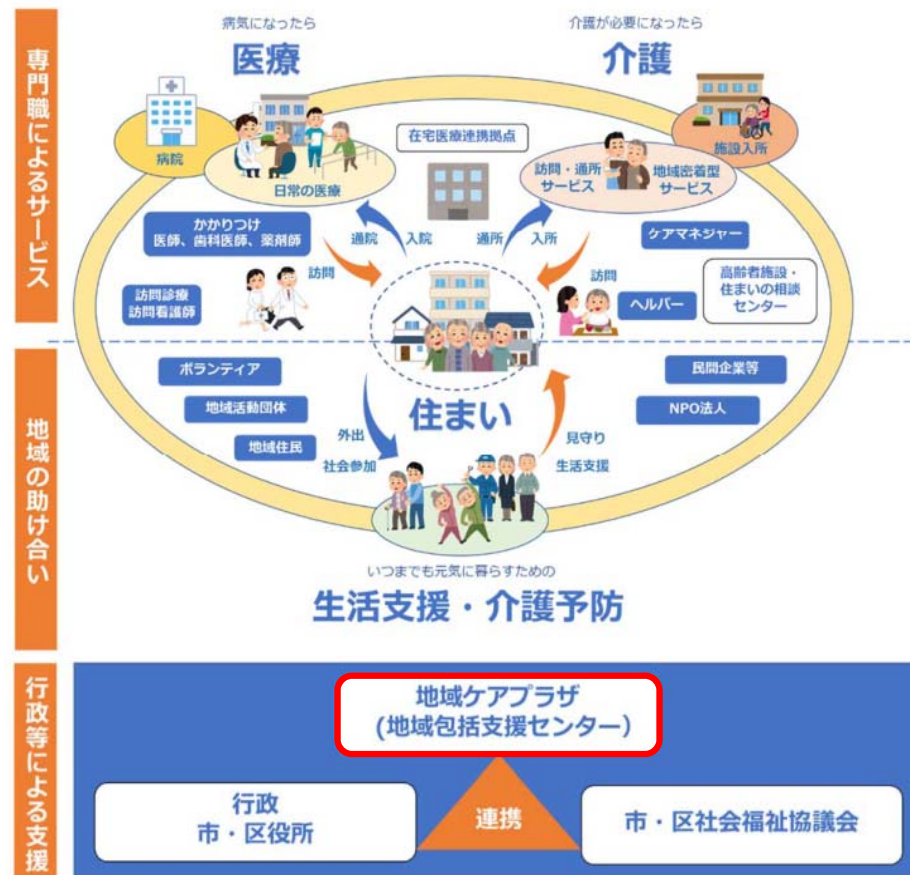 専門職によるサービス
病気になったら
医療
介護が必要になったら
介護
病院
日常の医療
在宅医療連携拠点
訪問・通所
サービス
地域密着型
サービス
施設入所
かかりつけ
医師、歯科医師、薬剤師
通院
入院
通所
入所
ケアマネジャー
訪問
訪問
訪問診療
訪問看護師
ヘルパー
高齢者施設・
住まいの相談
センター
地域の助け合い
ボランティア
地域活動団体
地域住民
住まい
民間企業等
NPO法人
外出
社会参加
見守り
生活支援
いつまでも元気に暮らすための
生活支援・介護予防
行政等による支援
地域ケアプラザ
(地域包括支援センター）
行政
市・区役所
連携
市・区社会福祉協議会